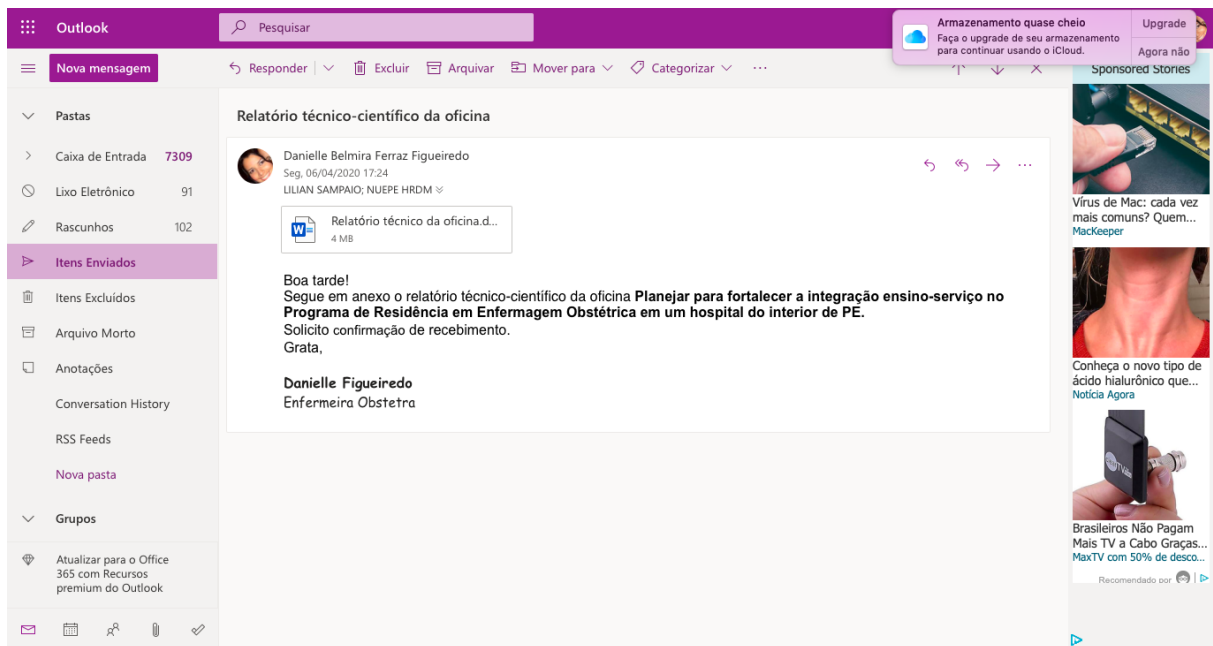 Outlook
Pesquisar
Armazenamento quase cheio
Faça o upgrade de seu armazenamento
para continuar usando o iCloud.
Upgrade
Agora não
Nova mensagem
Responder
Excluir
Arquivar
Mover para
Categorizar
Pastas
Caixa de Entrada 7309
Lixo Eletrônico 91
Rascunhos 102
Itens Enviados
Itens Excluídos
Arquivo Morto
Anotações
Conversation History
RSS Feeds
Nova pasta
Grupos
Atualizar para o Office
365 com Recursos
premium do Outlook
Relatório técnico-científico da oficina
Danielle Belmira Ferraz Figueiredo
Seg, 06/04/2020 17:24
LILIAN SAMPAIO; NUEPE HRDM
Relatório técnico da oficina.d...
4 MB
Boa tarde!
Segue em anexo o relatório técnico-científico da oficina Planejar para fortalecer a integração ensino-serviço no
Programa de Residência em Enfermagem Obstétrica em um hospital do interior de PE.
Solicito confirmação de recebimento.
Grata,
Danielle Figueiredo
Enfermeira Obstetra
Sponsored Stories
Vírus de Mac: cada vez
mais comuns? Quem...
MacKeeper
Conheça o novo tipo de
ácido hialurônico que...
Notícia Agora
Brasileiros Não Pagam
Mais TV a Cabo Graças...
MaxTV com 50% de desco...
Recomendado por